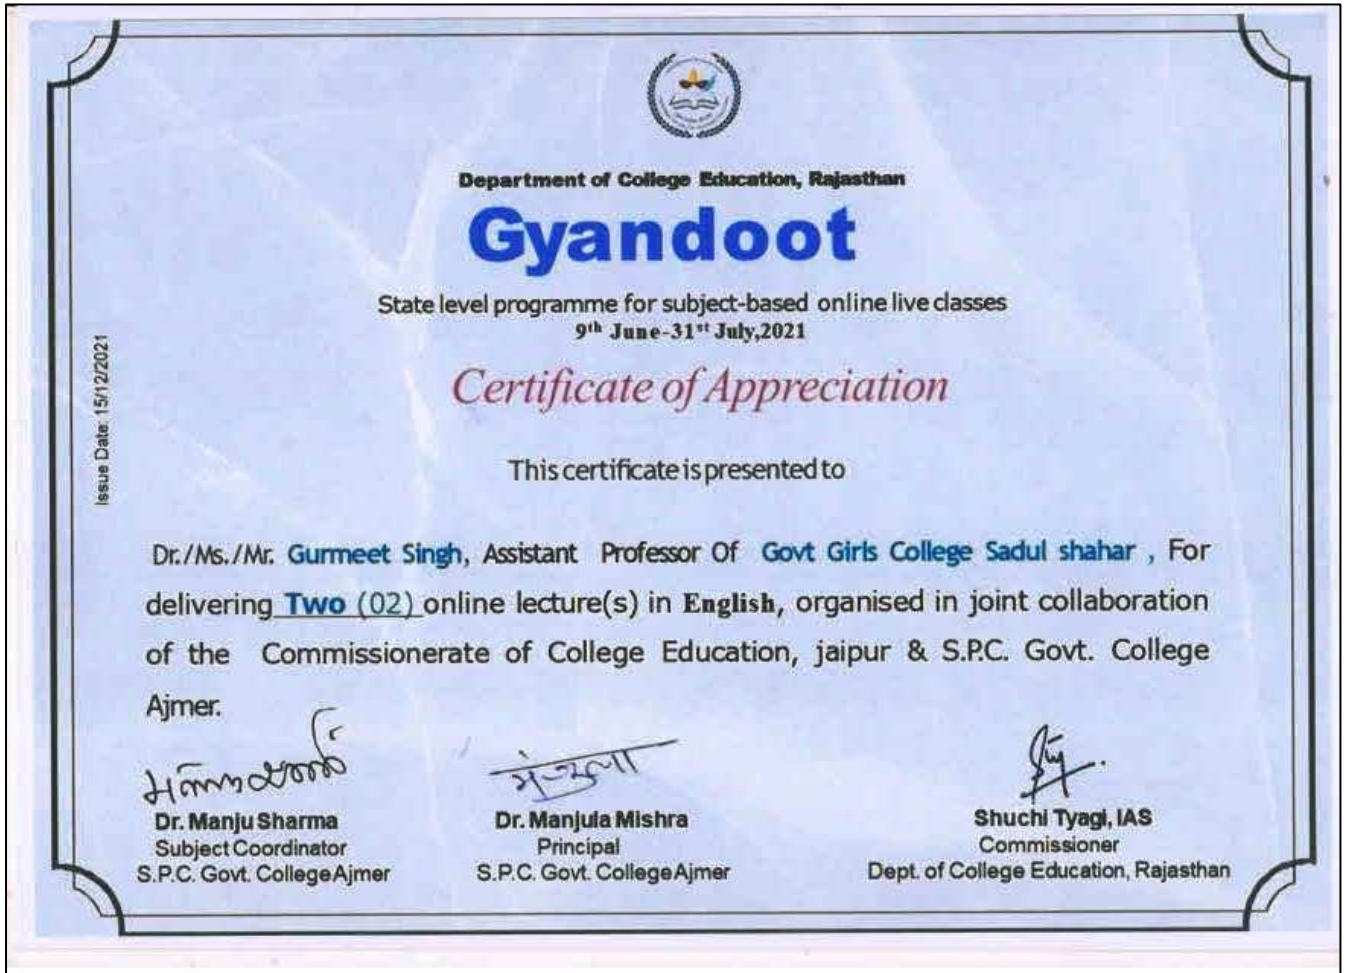 Department of College Education, Rajasthan
Gyandoot
State level programme for subject-based online live classes
9th June-31st July,2021
Certificate of Appreciation
Issue Date: 15/12/2021
This certificate is presented to
Dr./Ms./Mr. Gurmeet Singh, Assistant Professor Of Govt Girls College Sadul shahar , For
delivering Two (02) online lecture(s) in English, organised in joint collaboration
of the Commissionerate of College Education, jaipur & S.P.C. Govt. College
Ajmer.
मंजुला
Dr. Manju Sharma
Subject Coordinator
S.P.C. Govt. College Ajmer
Dr. Manjula Mishra
Principal
S.P.C. Govt. College Ajmer
Shuchi Tyagi, IAS
Commissioner
Dept. of College Education, Rajasthan